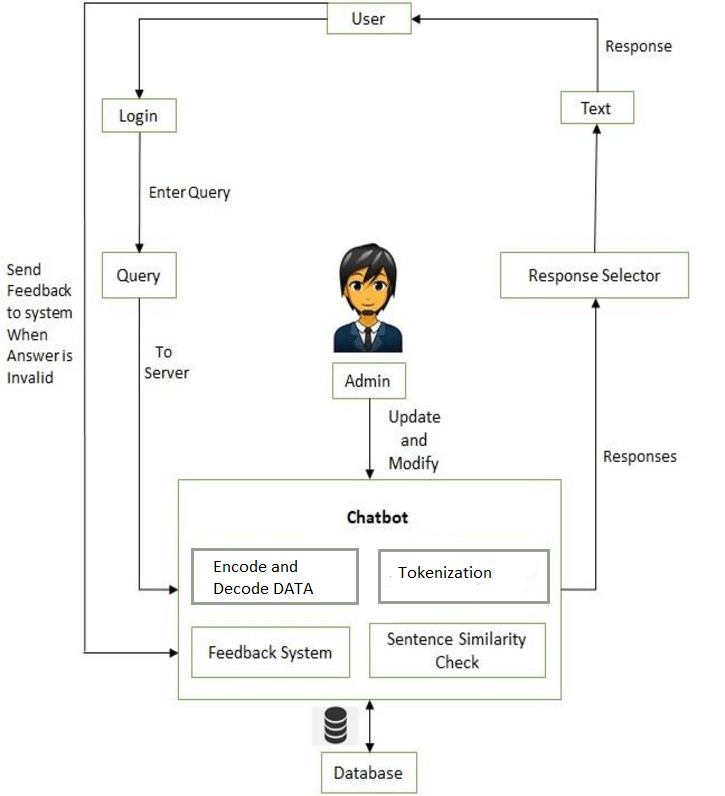 User
Response
Login
Text
Enter Query
Send
Feedback
to system
When
Answer is
Invalid
Query
Response Selector
To
Server
Admin
Update
and
Modify
Responses
Chatbot
Encode and
Decode DATA
Tokenization
Feedback System
Sentence Similarity
Check
Database